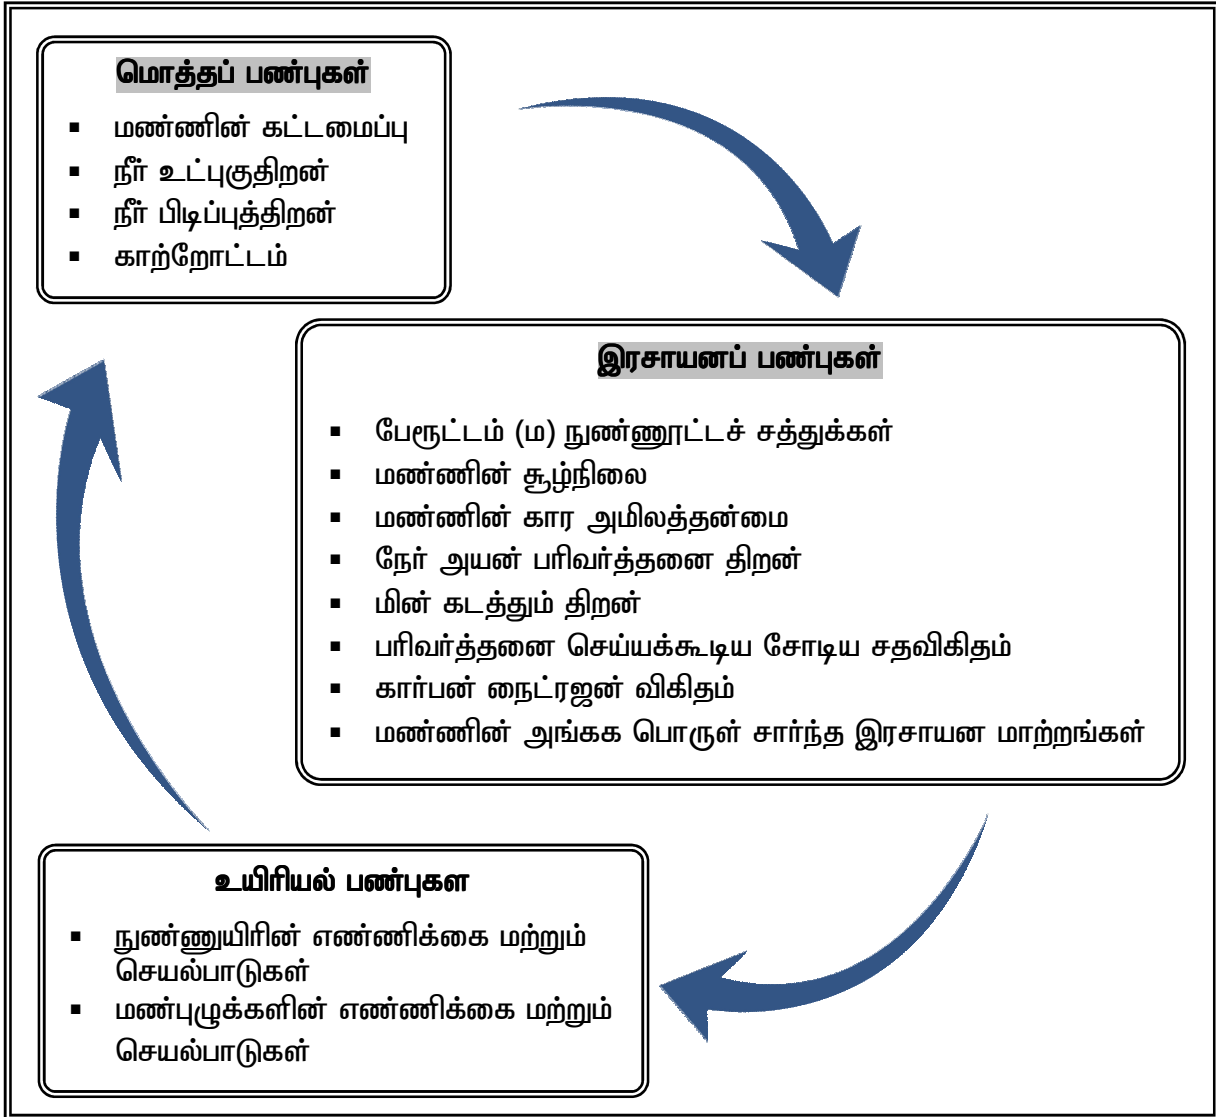 மொத்தப் பண்புகள்
▪ மண்ணின் கட்டமைப்பு
▪ நீர் உட்புகுதிறன்
▪ நீர் பிடிப்புத்திறன்
▪ காற்றோட்டம்
இரசாயனப் பண்புகள்
▪ பேரூட்டம் (ம) நுண்ணூட்டச் சத்துக்கள்
▪ மண்ணின் சூழ்நிலை
▪ மண்ணின் கார அமிலத்தன்மை
▪ நேர் அயன் பரிவர்த்தனை திறன்
▪ மின் கடத்தும் திறன்
▪ பரிவர்த்தனை செய்யக்கூடிய சோடிய சதவிகிதம்
▪ கார்பன் நைட்ரஜன் விகிதம்
▪ மண்ணின் அங்கக பொருள் சார்ந்த இரசாயன மாற்றங்கள்
உயிரியல் பண்புகள
▪ நுண்ணுயிரின் எண்ணிக்கை மற்றும்
செயல்பாடுகள்
▪ மண்புழுக்களின் எண்ணிக்கை மற்றும்
செயல்பாடுகள்